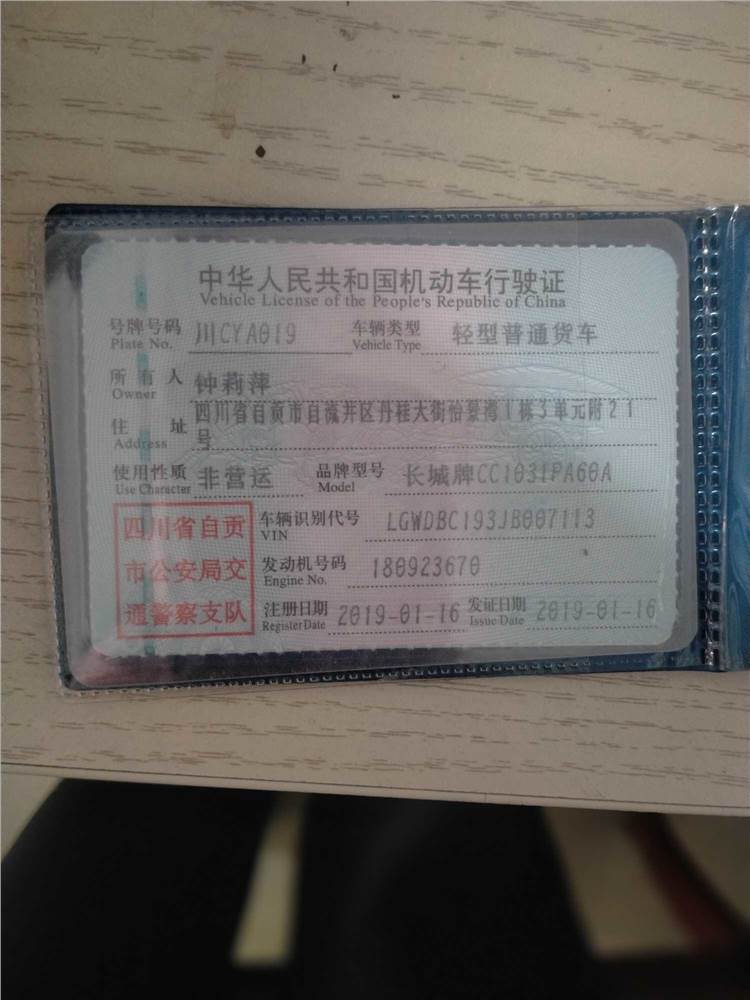 中华人民共和国机动车行驶证
Vehicle License of the People's Republic of China
号牌号码 川CYA019 车辆类型 轻型普通货车
Plate No. Vehicle Type
所有人 钟莉萍
Owner
住址 四川省自贡市自流井区丹桂大街怡景湾1栋3单元附21
Address 号
使用性质 非营运 品牌型号 长城牌CC1031PA60A
Use Character Model
四川省自贡 车辆识别代号 LGWDBC193JB007113
VIN
市公安局交 发动机号码 180923670
Engine No.
通警察支队 注册日期 2019-01-16 发证日期 2019-01-16
Register Date Issue Date